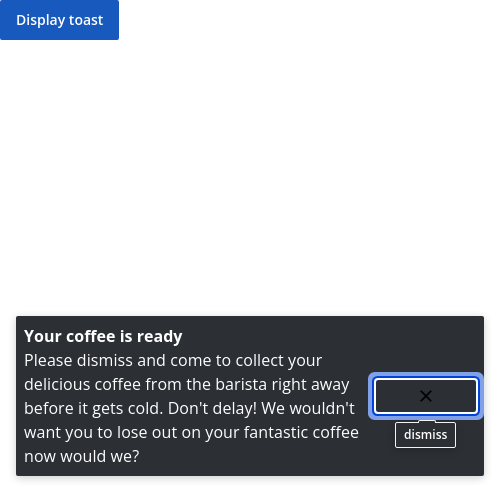 Display toast
Your coffee is ready
Please dismiss and come to collect your
delicious coffee from the barista right away
before it gets cold. Don't delay! We wouldn't
want you to lose out on your fantastic coffee
now would we?
dismiss